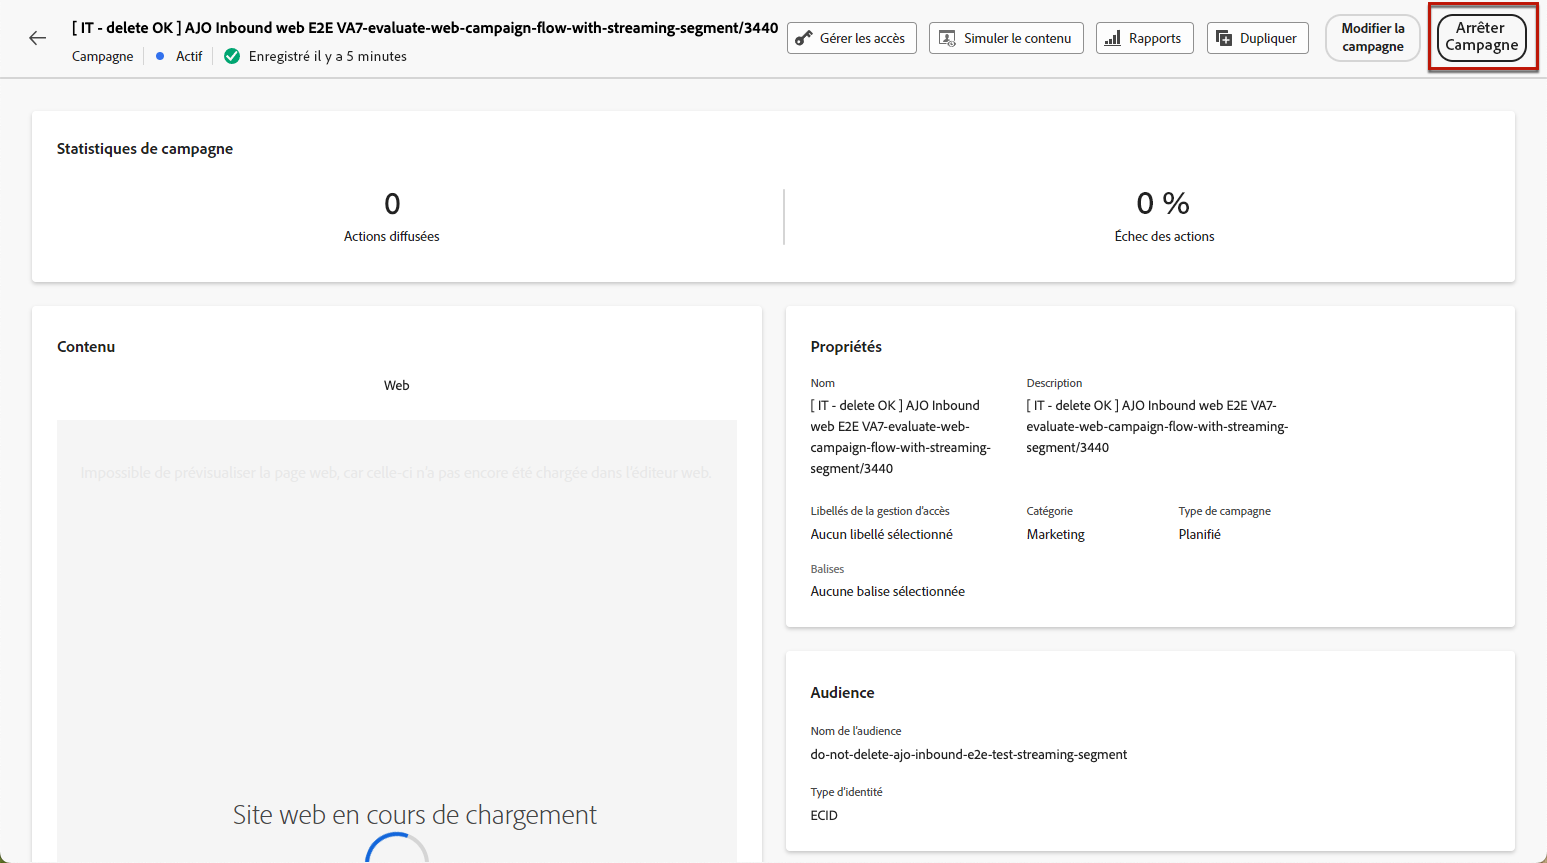 [ IT - delete OK ] AJO Inbound web E2E VA7-evaluate-web-campaign-flow-with-streaming-segment/3440
Campagne
Actif
Enregistré il y a 5 minutes
Gérer les accès
Simuler le contenu
Rapports
Dupliquer
Modifier la
campagne
Arrêter
Campagne
Statistiques de campagne
0
Actions diffusées
0 %
Échec des actions
Contenu
Web
Impossible de prévisualiser la page web, car celle-ci n'a pas encore été chargée dans l'éditeur web.
Site web en cours de chargement
Propriétés
Nom
[ IT - delete OK ] AJO Inbound
web E2E VA7-evaluate-web-
campaign-flow-with-streaming-
segment/3440
Description
[ IT - delete OK ] AJO Inbound web E2E VA7-
evaluate-web-campaign-flow-with-streaming-
segment/3440
Libellés de la gestion d'accès
Aucun libellé sélectionné
Catégorie
Marketing
Type de campagne
Planifié
Balises
Aucune balise sélectionnée
Audience
Nom de l'audience
do-not-delete-ajo-inbound-e2e-test-streaming-segment
Type d'identité
ECID